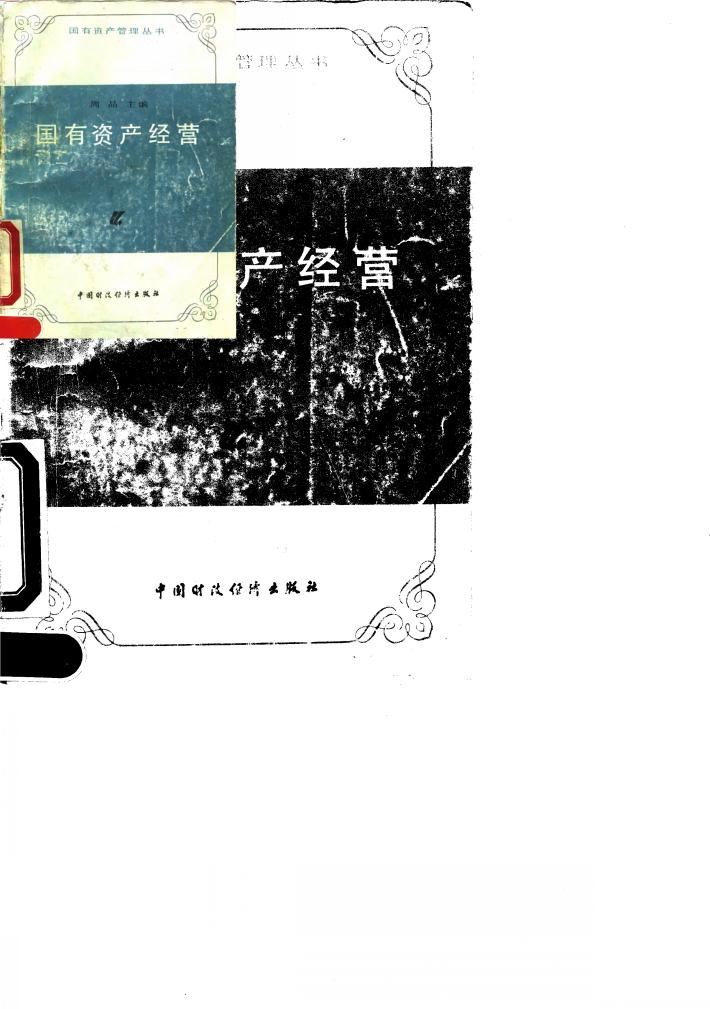 国有资产管理丛书
周 品 主编
国有资产经营
中国财政经济出版社
管理丛书
产经营
中国财政经济出版社